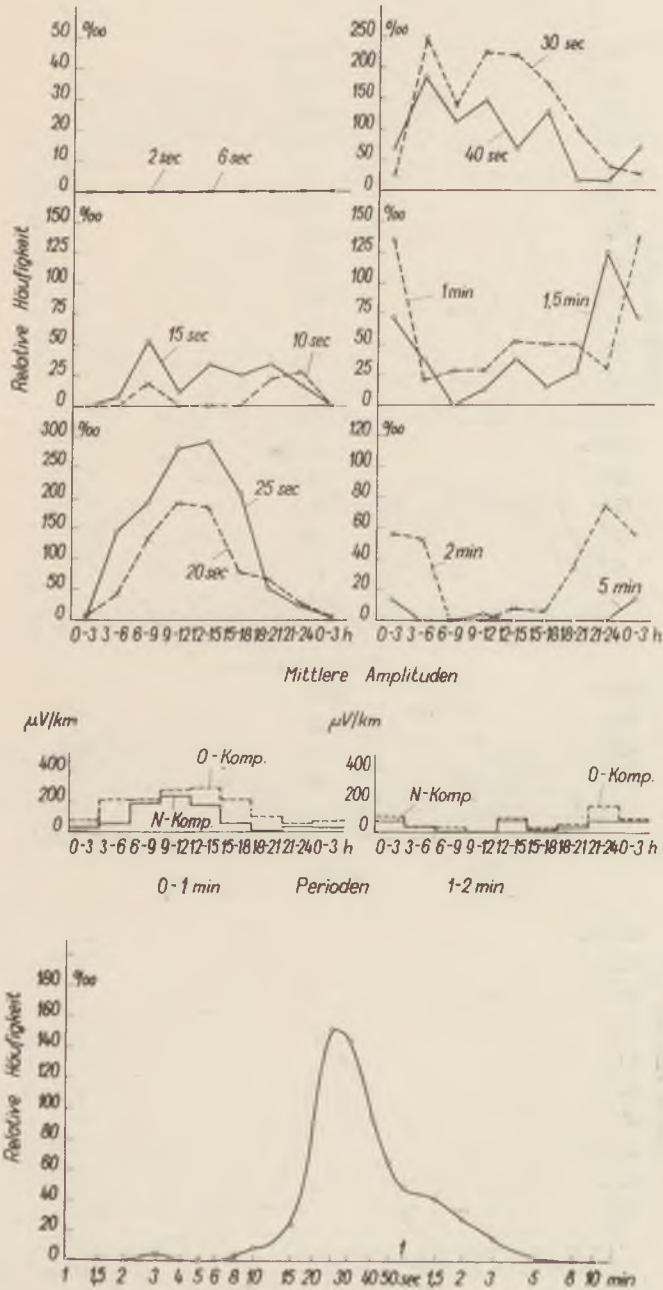 50 ‰
40
30
20
10
0
2 sec 6 sec
‰
250
200
150
100
50
0
30 sec
40 sec
Relative Häufigkeit
150 ‰
125
100
75
50
25
0
15 sec
10 sec
150 ‰
125
100
75
50
25
0
1 min
1,5 min
300 ‰
250
200
150
100
50
0
25 sec
20 sec
0-3 3-6 6-9 9-12 12-15 15-18 18-21 21-24 0-3 h
120 ‰
100
80
60
40
20
0
2 min
5 min
0-3 3-6 6-9 9-12 12-15 15-18 18-21 21-24 0-3 h
Mittlere Amplituden
µV/km
400
200
0
O-Komp.
N-Komp.
0-3 3-6 6-9 9-12 12-15 15-18 18-21 21-24 0-3 h
µV/km
400
200
0
N-Komp.
O-Komp.
0-3 3-6 6-9 9-12 12-15 15-18 18-21 21-24 0-3 h
0-1 min Perioden 1-2 min
Relative Häufigkeit
‰
180
160
140
120
100
80
60
40
20
0
1 1,5 2 3 4 5 6 8 10 15 20 30 40 50 sec 1 1,5 2 3 5 8 10 min